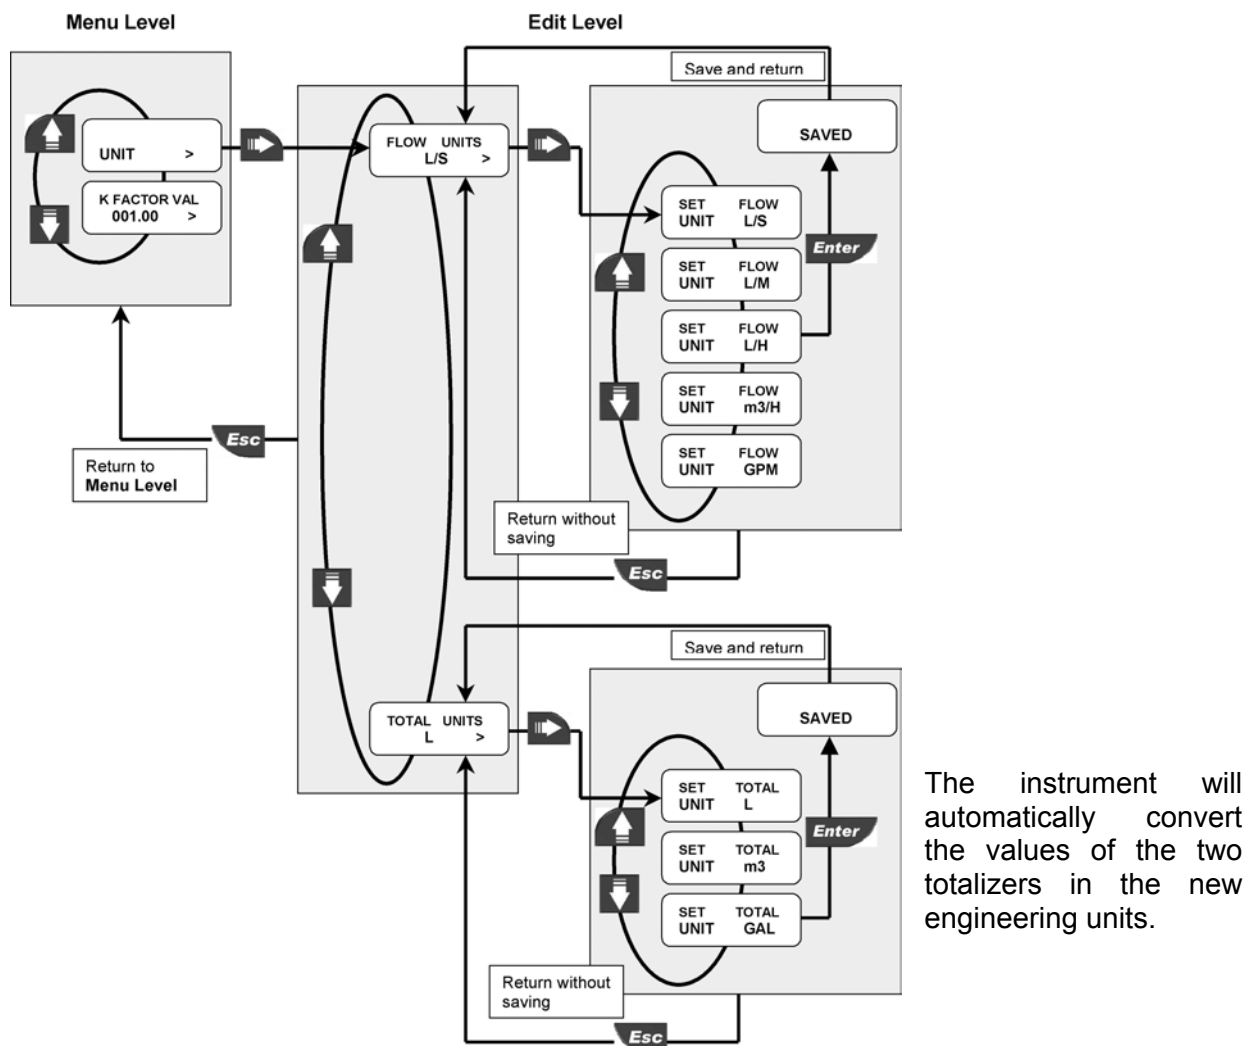 Menu Level
Edit Level
UNIT >
K FACTOR VAL
001.00 >
Esc
Return to
Menu Level
FLOW UNITS
L/S >
Save and return
SAVED
SET FLOW
UNIT L/S
SET FLOW
UNIT L/M
SET FLOW
UNIT L/H
SET FLOW
UNIT m3/H
SET FLOW
UNIT GPM
Enter
Return without
saving
Esc
TOTAL UNITS
L >
Save and return
SAVED
SET TOTAL
UNIT L
SET TOTAL
UNIT m3
SET TOTAL
UNIT GAL
Enter
Return without
saving
Esc
The instrument will
automatically convert
the values of the two
totalizers in the new
engineering units.